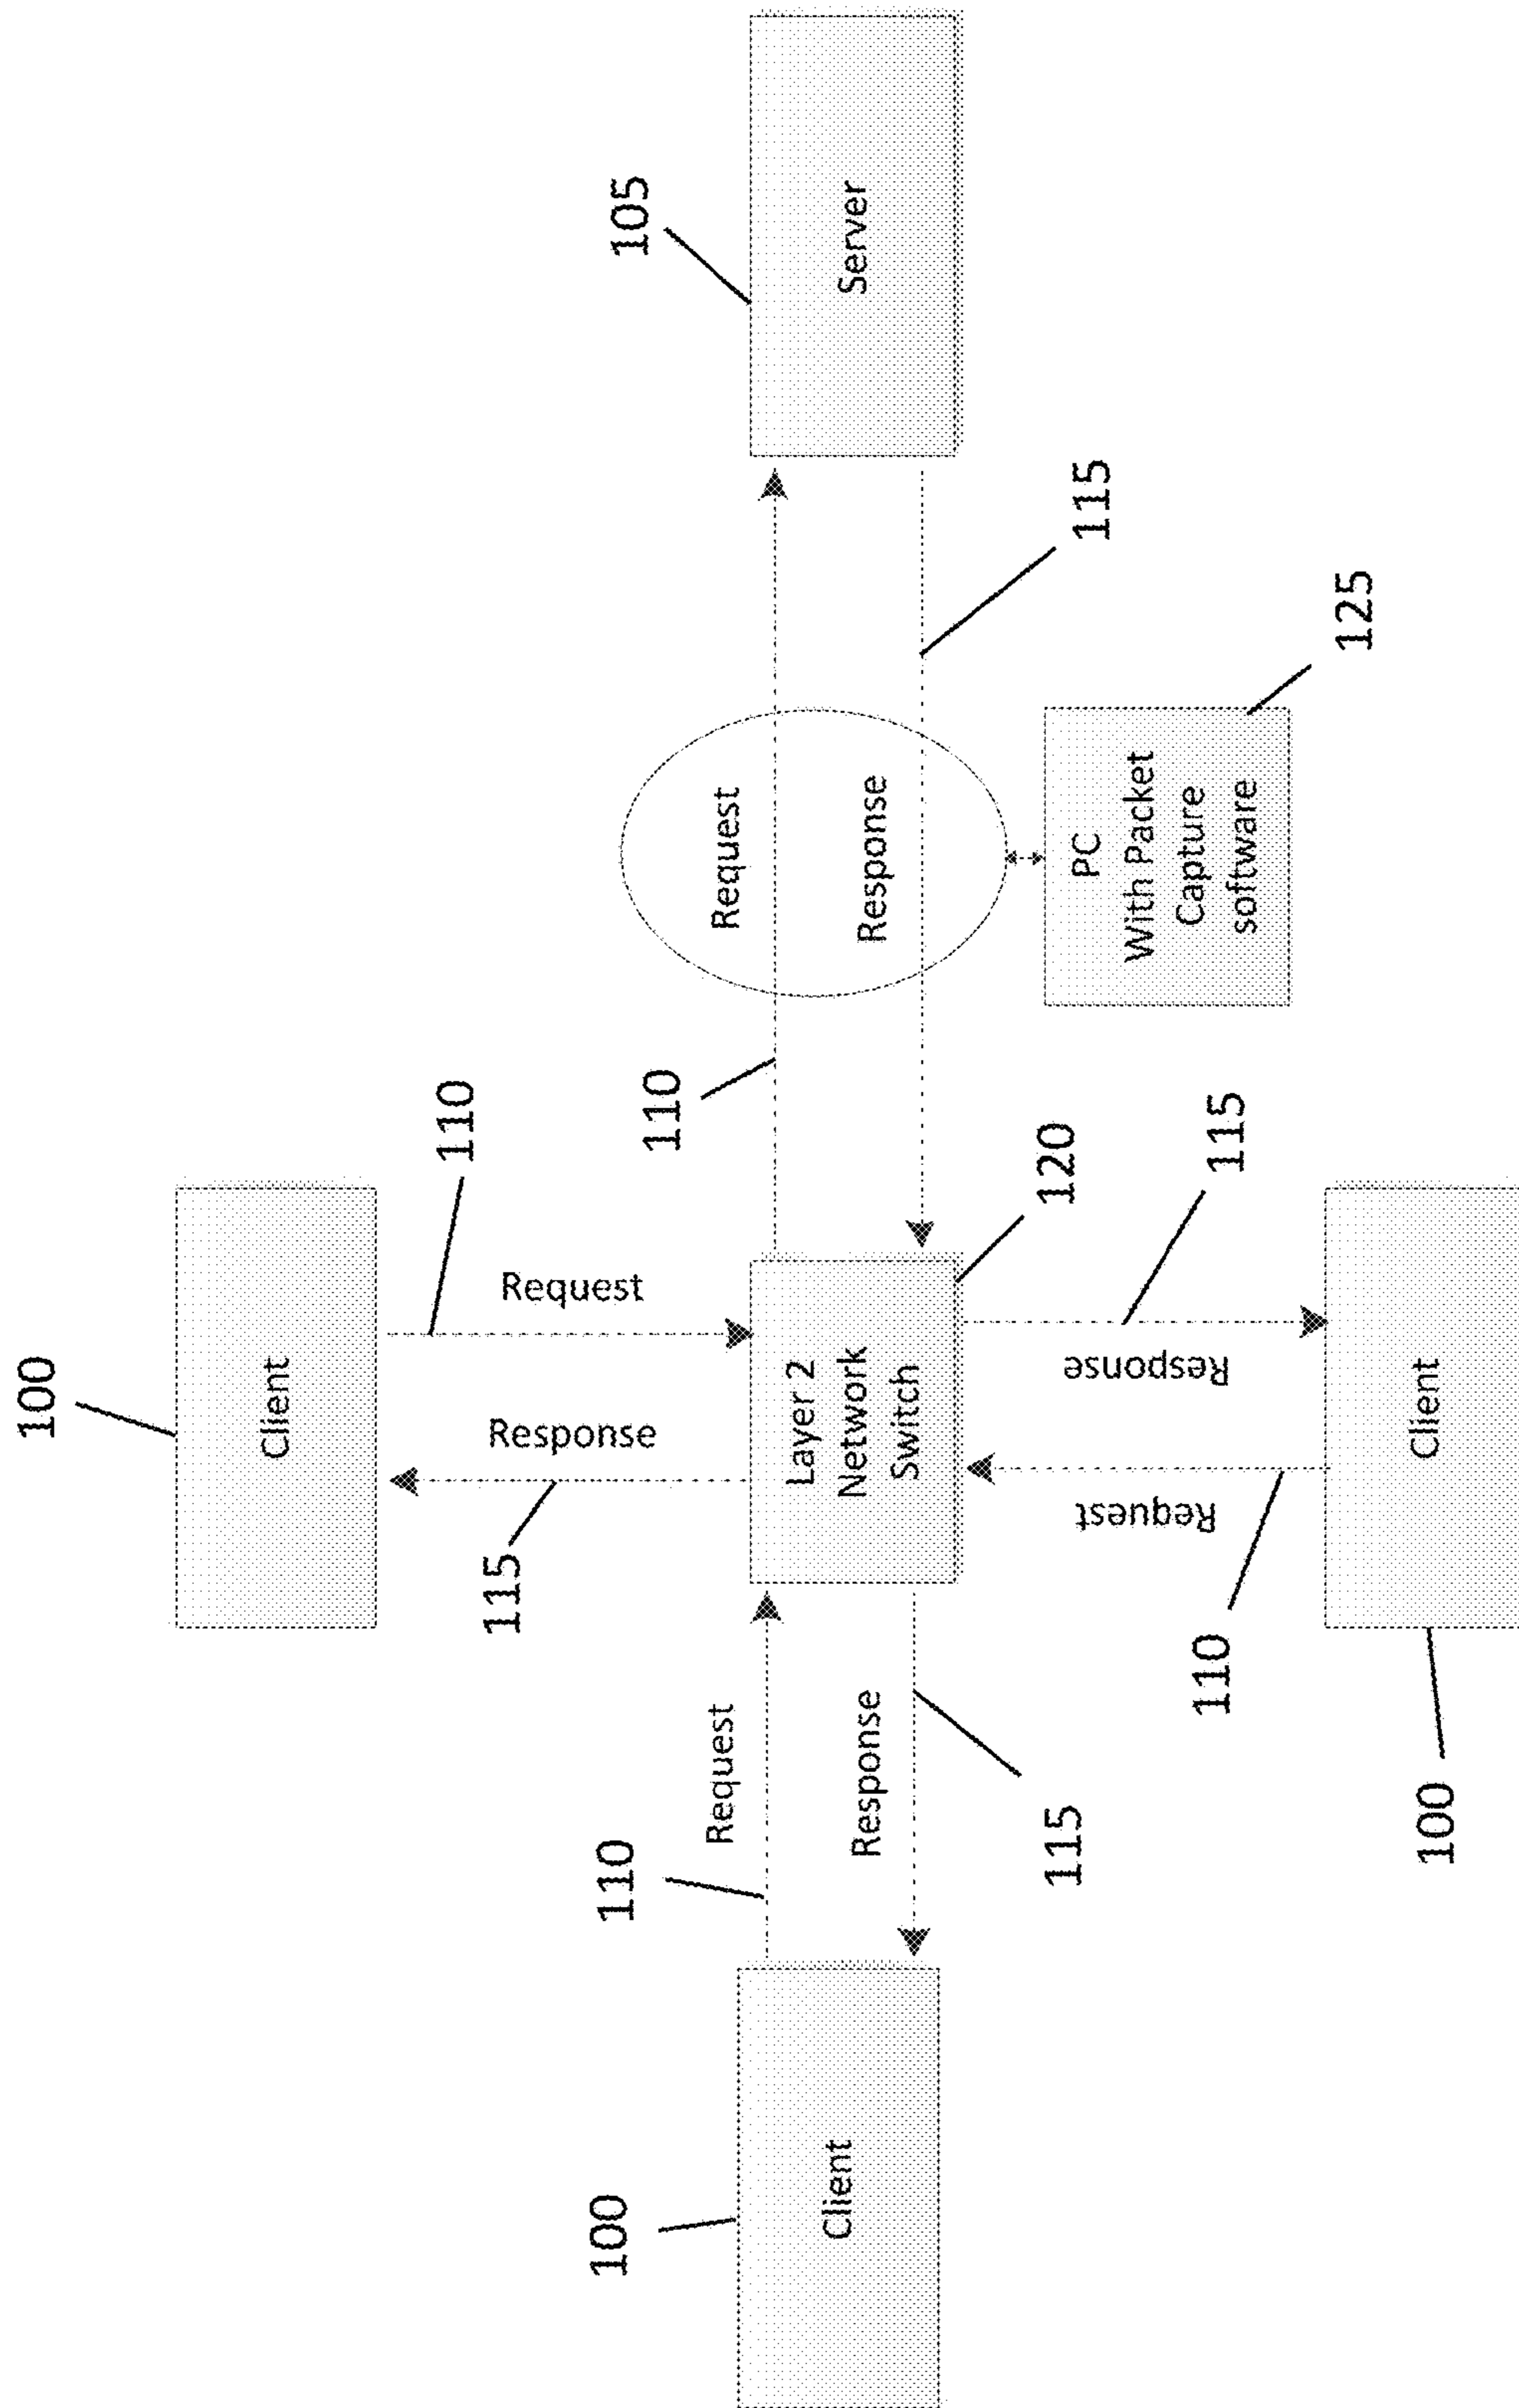 100
Client
110
Request
Response
115
100
Client
110
Request
Response
115
Layer 2
Network
Switch
120
110
Request
Response
115
105
Server
PC
With Packet
Capture
software
125
Request
110
Response
115
Client
100